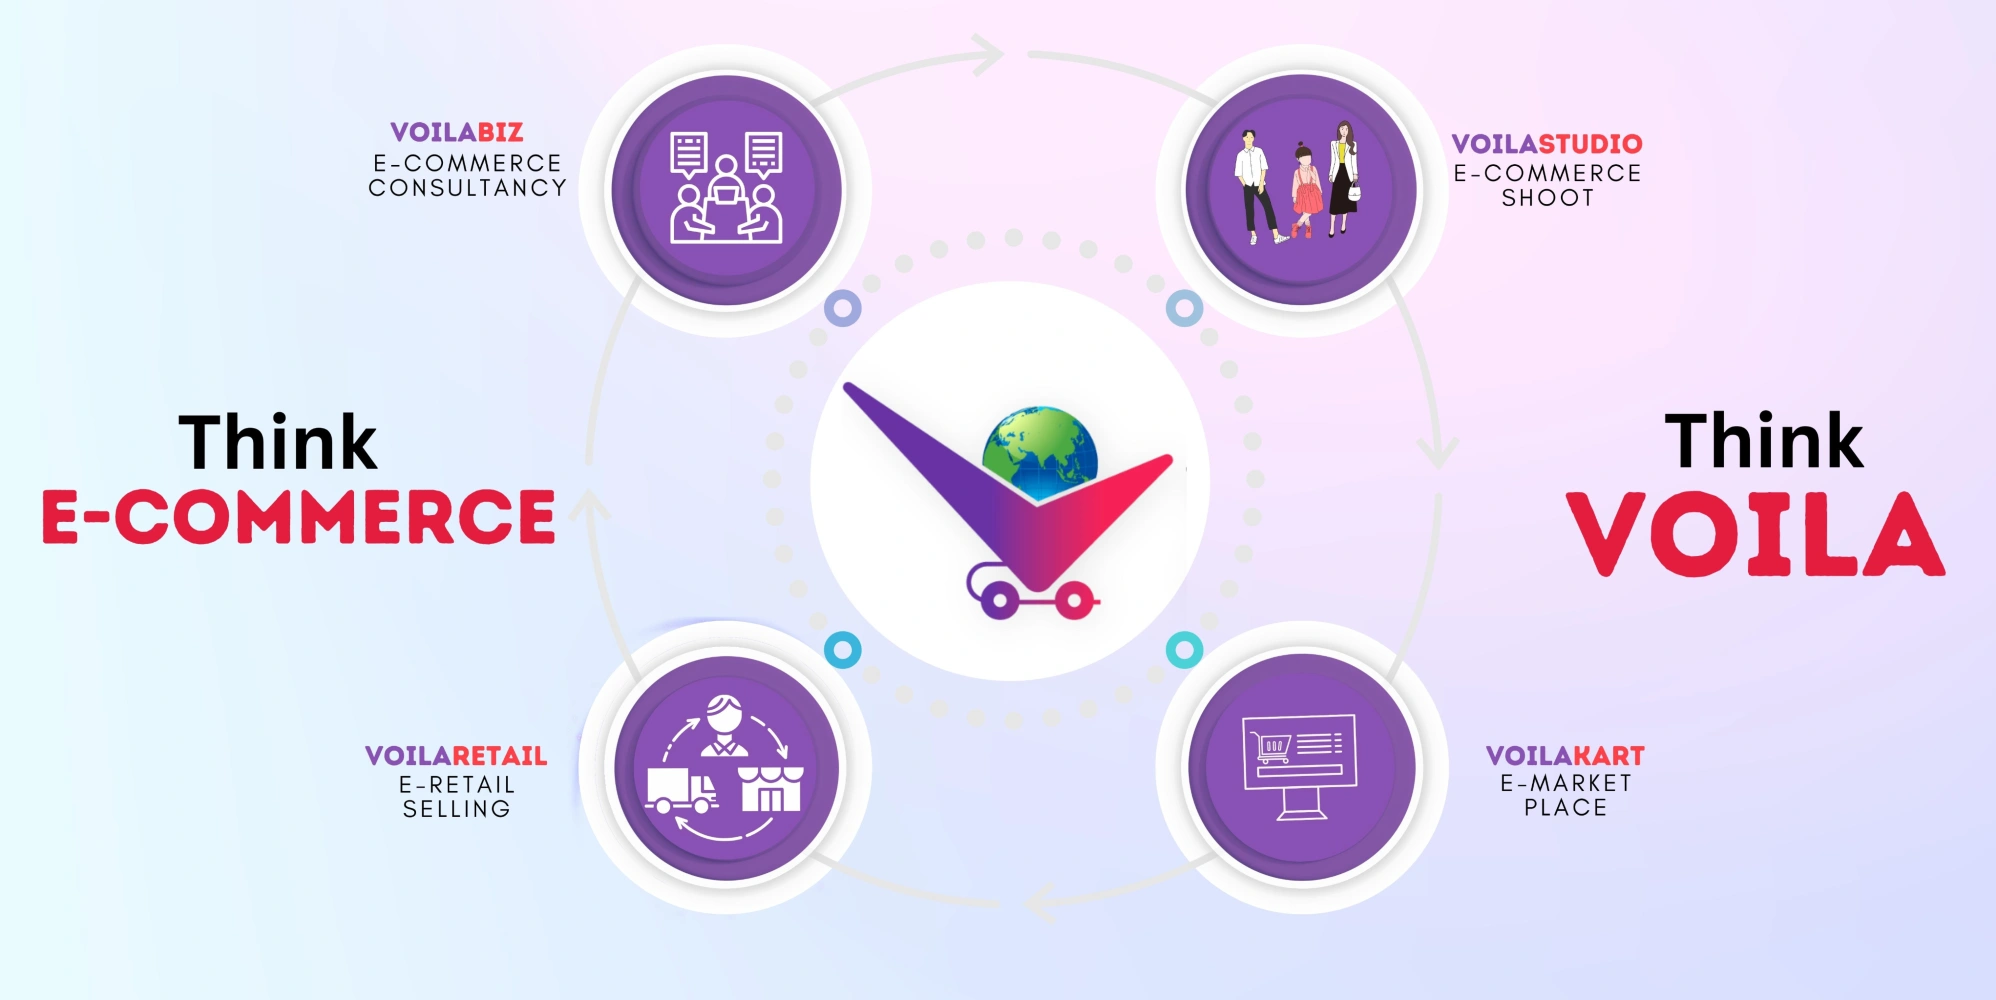 VOILABIZ
E-COMMERCE
CONSULTANCY
VOILASTUDIO
E-COMMERCE
SHOOT
Think
E-COMMERCE
Think
VOILA
VOILARETAIL
E-RETAIL
SELLING
VOILAKART
E-MARKET
PLACE